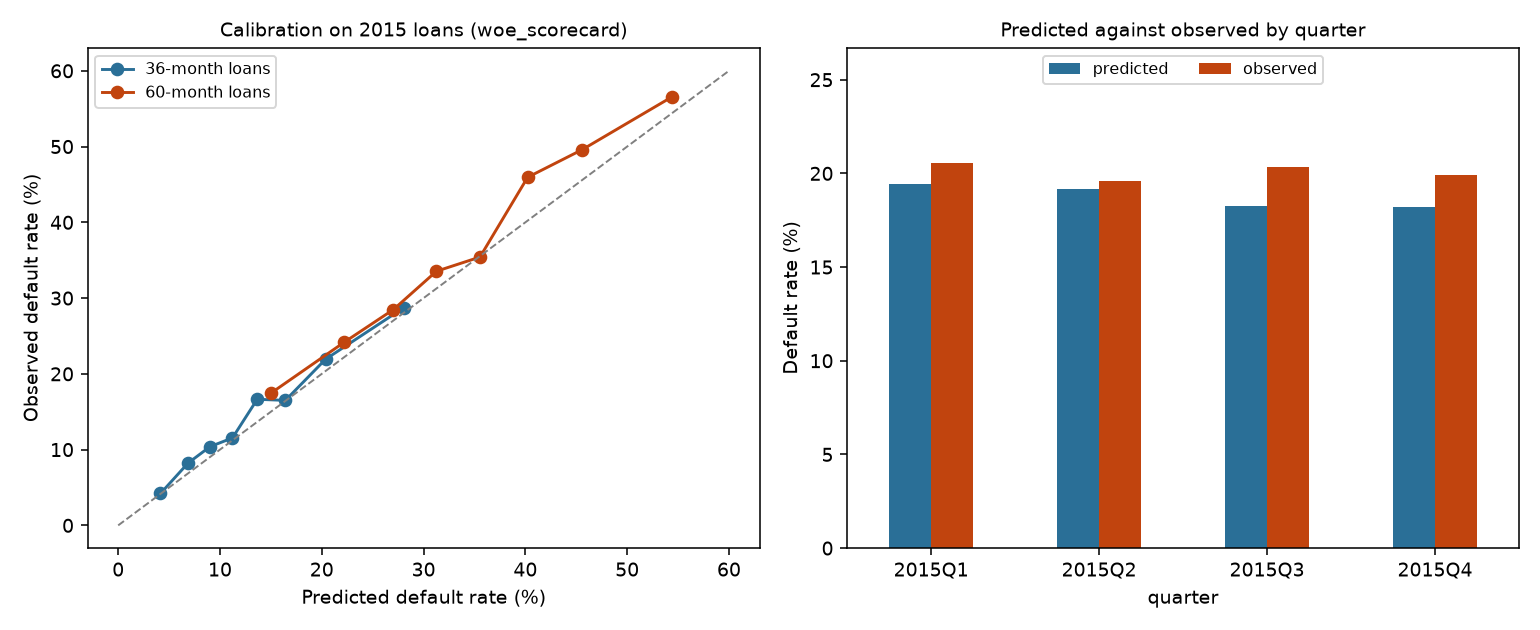 Calibration on 2015 loans (woe_scorecard)
36-month loans
60-month loans
60
50
40
30
20
10
0
Observed default rate (%)
0 10 20 30 40 50 60
Predicted default rate (%)
Predicted against observed by quarter
predicted observed
25
20
15
10
5
0
Default rate (%)
2015Q1 2015Q2 2015Q3 2015Q4
quarter